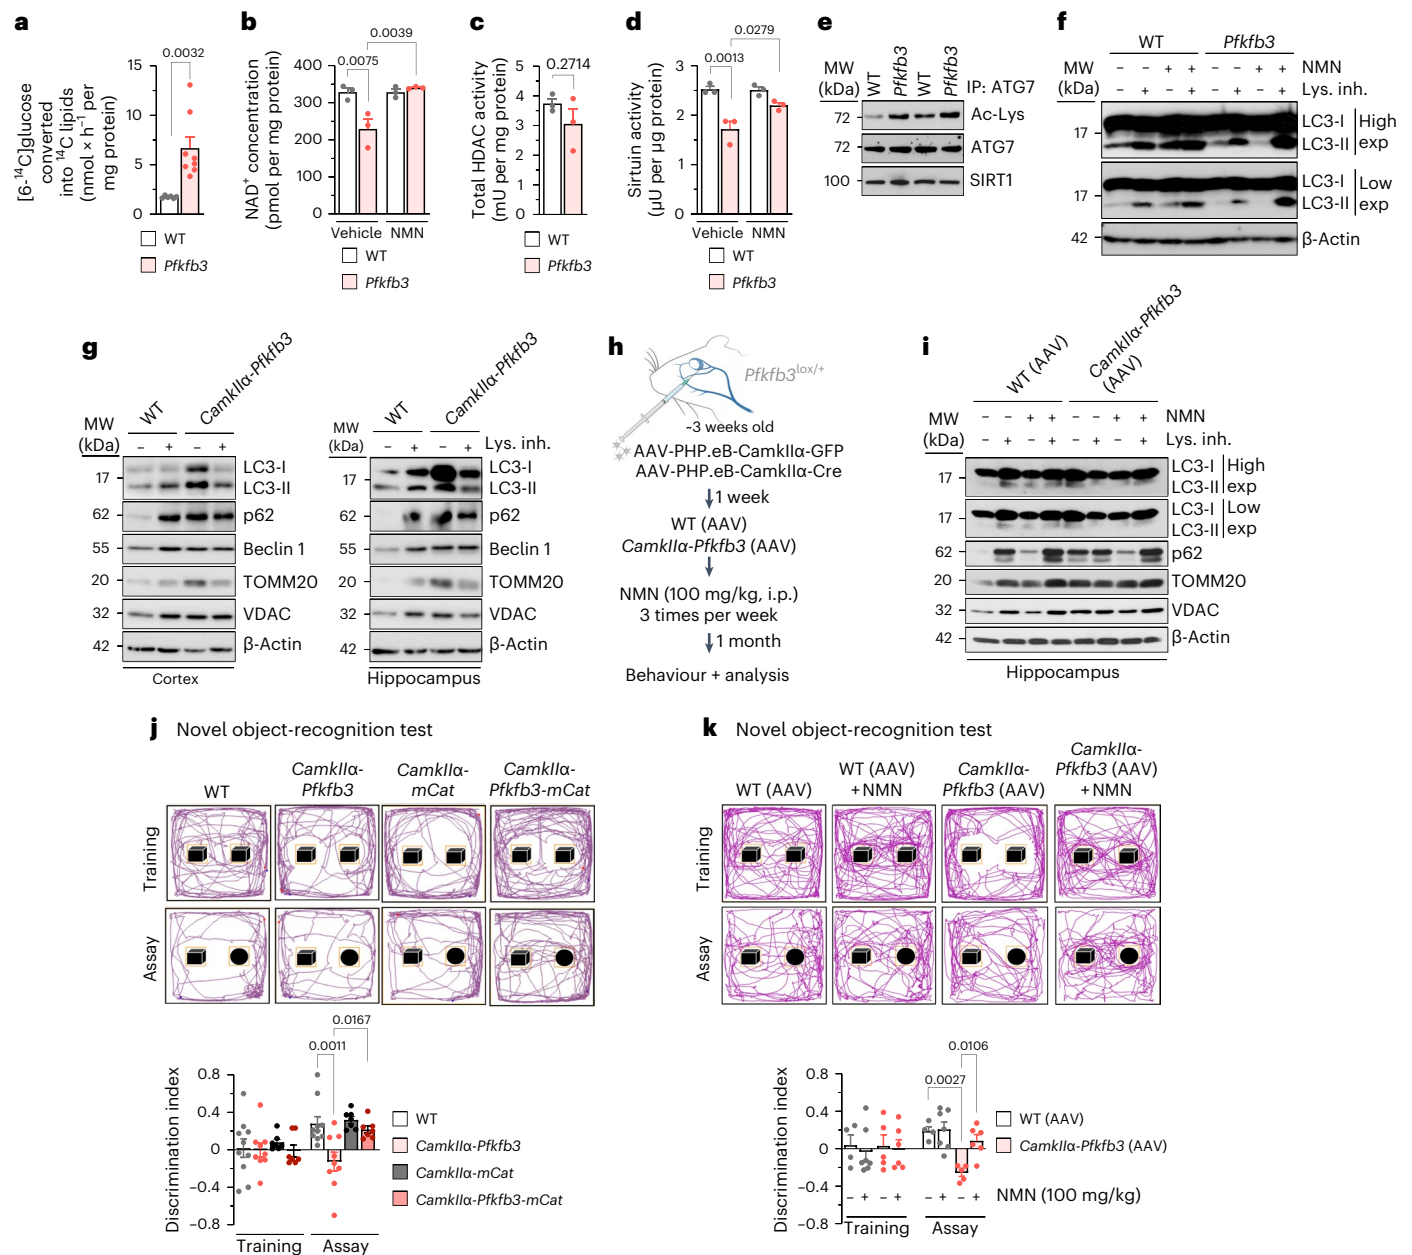 a
[6-¹⁴C]glucose
converted
into ¹⁴C lipids
(nmol × h⁻¹ per
mg protein)
15
10
5
0
0.0032
WT
Pfkfb3
b
NAD⁺ concentration
(pmol per mg protein)
400
300
200
100
0
0.0075
0.0039
Vehicle NMN
WT
Pfkfb3
c
Total HDAC activity
(mU per mg protein)
5
4
3
2
1
0
0.2714
WT
Pfkfb3
d
Sirtuin activity
(µU per µg protein)
3
2
1
0
0.0013
0.0279
Vehicle NMN
WT
Pfkfb3
e
MW
(kDa)
WT
Pfkfb3
WT
Pfkfb3
IP: ATG7
72 Ac-Lys
72 ATG7
100 SIRT1
f
WT Pfkfb3
MW
(kDa)
– – + + – – + + NMN
– + – + – + – + Lys. inh.
17
LC3-I
LC3-II
High
exp
17
LC3-I
LC3-II
Low
exp
42 β-Actin
g
MW
(kDa)
WT
CamkIIα-Pfkfb3
– + – +
17
LC3-I
LC3-II
62 p62
55 Beclin 1
20 TOMM20
32 VDAC
42 β-Actin
Cortex
MW
(kDa)
WT
CamkIIα-Pfkfb3
– + – + Lys. inh.
17
LC3-I
LC3-II
62 p62
55 Beclin 1
20 TOMM20
32 VDAC
42 β-Actin
Hippocampus
h
Pfkfb3lox/+
~3 weeks old
AAV-PHP.eB-CamkIIα-GFP
AAV-PHP.eB-CamkIIα-Cre
1 week
WT (AAV)
CamkIIα-Pfkfb3 (AAV)
NMN (100 mg/kg, i.p.)
3 times per week
1 month
Behaviour + analysis
i
MW
(kDa)
WT (AAV)
CamkIIα-Pfkfb3
(AAV)
– – + + – – + + NMN
– + – + – + – + Lys. inh.
17
LC3-I
LC3-II
High
exp
17
LC3-I
LC3-II
Low
exp
62 p62
20 TOMM20
32 VDAC
42 β-Actin
Hippocampus
j Novel object-recognition test
WT
CamkIIα-
Pfkfb3
CamkIIα-
mCat
CamkIIα-
Pfkfb3-mCat
Training
Assay
Discrimination index
0.8
0.4
0
–0.4
–0.8
0.0011
0.0167
Training Assay
WT
CamkIIα-Pfkfb3
CamkIIα-mCat
CamkIIα-Pfkfb3-mCat
k Novel object-recognition test
WT (AAV)
WT (AAV)
+ NMN
CamkIIα-
Pfkfb3 (AAV)
CamkIIα-
Pfkfb3 (AAV)
+ NMN
Training
Assay
Discrimination index
0.8
0.4
0
–0.4
–0.8
0.0027
0.0106
– + – + – + – + NMN (100 mg/kg)
Training Assay
WT (AAV)
CamkIIα-Pfkfb3 (AAV)